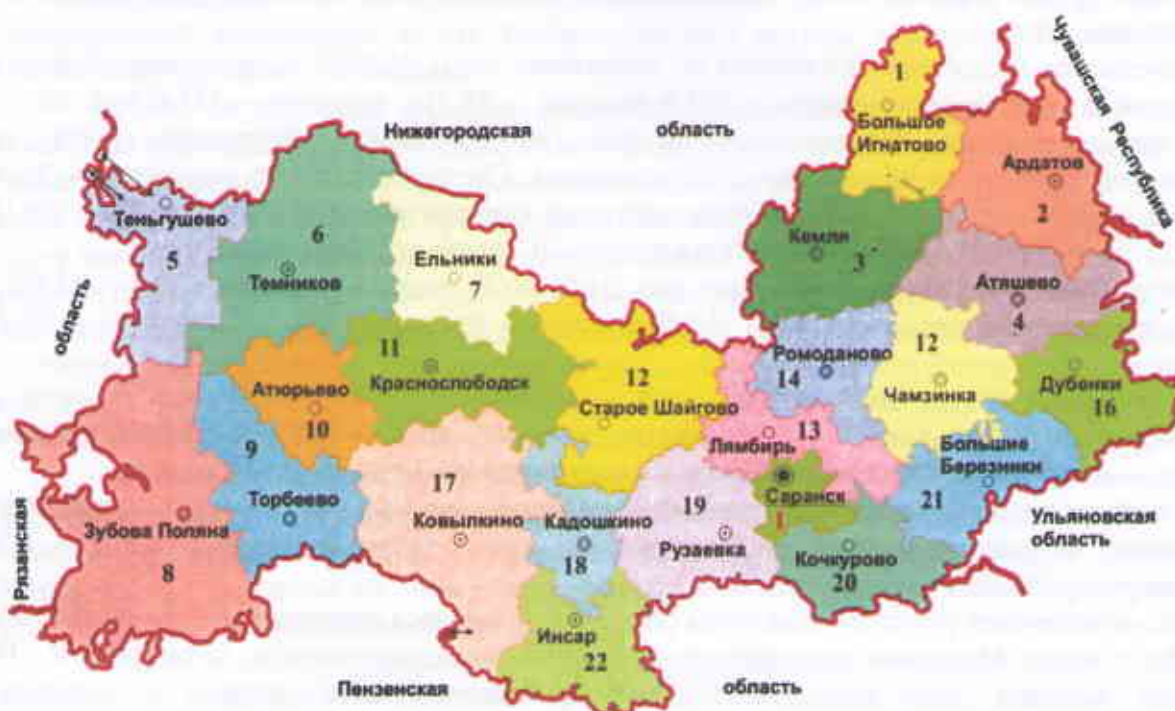 1
Большое
Игнатово
Чувашская Республика
Нижегородская область
Ардатов
2
Теньгушево
5
6
Темников
Ельники
7
Кемля
3
Атяшево
4
область
11
Краснослободск
Атюрьево
10
12
Старое Шайгово
Ромоданово
14
12
Чамзинка
Дубенки
16
9
Торбеево
Лямбирь
13
Большие
Березники
21
Рязанская
Зубова Поляна
8
17
Ковылкино
Кадошкино
18
19
Рузаевка
Саранск
1
Кочкурово
20
Ульяновская
область
Инсар
22
Пензенская область